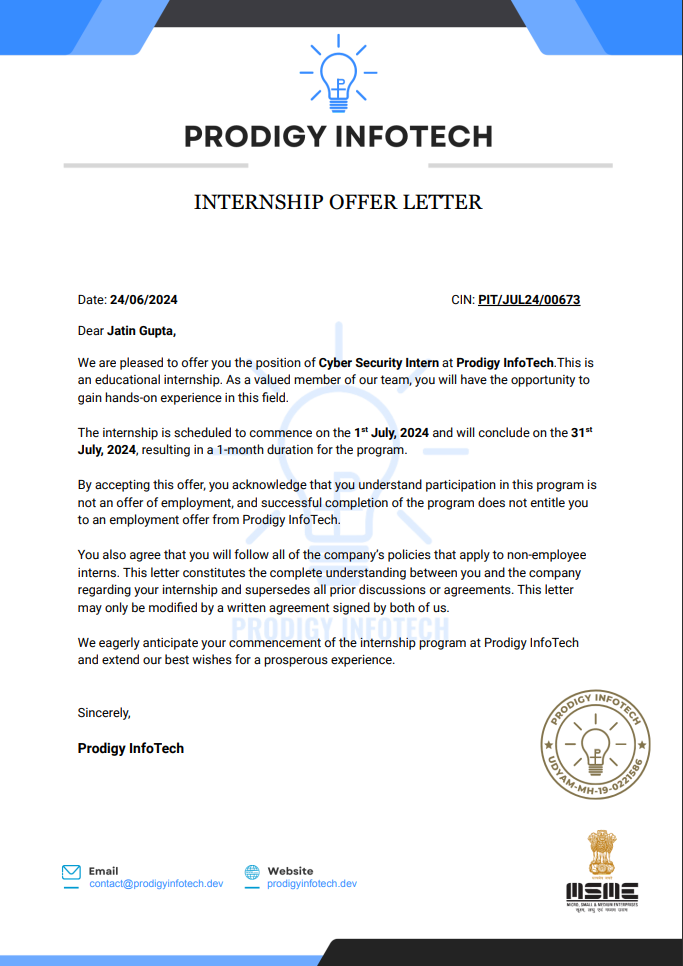 PRODIGY INFOTECH
INTERNSHIP OFFER LETTER
Date: 24/06/2024 CIN: PIT/JUL24/00673
Dear Jatin Gupta,
We are pleased to offer you the position of Cyber Security Intern at Prodigy InfoTech.This is
an educational internship. As a valued member of our team, you will have the opportunity to
gain hands-on experience in this field.
The internship is scheduled to commence on the 1st July, 2024 and will conclude on the 31st
July, 2024, resulting in a 1-month duration for the program.
By accepting this offer, you acknowledge that you understand participation in this program is
not an offer of employment, and successful completion of the program does not entitle you
to an employment offer from Prodigy InfoTech.
You also agree that you will follow all of the company’s policies that apply to non-employee
interns. This letter constitutes the complete understanding between you and the company
regarding your internship and supersedes all prior discussions or agreements. This letter
may only be modified by a written agreement signed by both of us.
PRODIGY INFOTECH
We eagerly anticipate your commencement of the internship program at Prodigy InfoTech
and extend our best wishes for a prosperous experience.
Sincerely,
Prodigy InfoTech
PRODIGY INFOTECH
UDYAM-MH-19-0221586
Email
contact@prodigyinfotech.dev
Website
prodigyinfotech.dev
MSME
MICRO, SMALL & MEDIUM ENTERPRISES
सूक्ष्म, लघु एवं मध्यम उद्यम